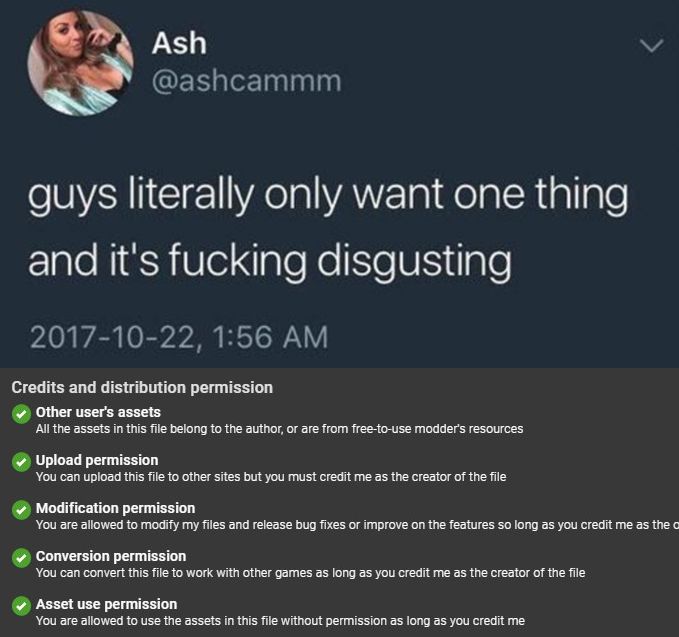 Ash
@ashcammm
guys literally only want one thing
and it's fucking disgusting
2017-10-22, 1:56 AM
Credits and distribution permission
Other user's assets
All the assets in this file belong to the author, or are from free-to-use modder's resources
Upload permission
You can upload this file to other sites but you must credit me as the creator of the file
Modification permission
You are allowed to modify my files and release bug fixes or improve on the features so long as you credit me as the
Conversion permission
You can convert this file to work with other games as long as you credit me as the creator of the file
Asset use permission
You are allowed to use the assets in this file without permission as long as you credit me